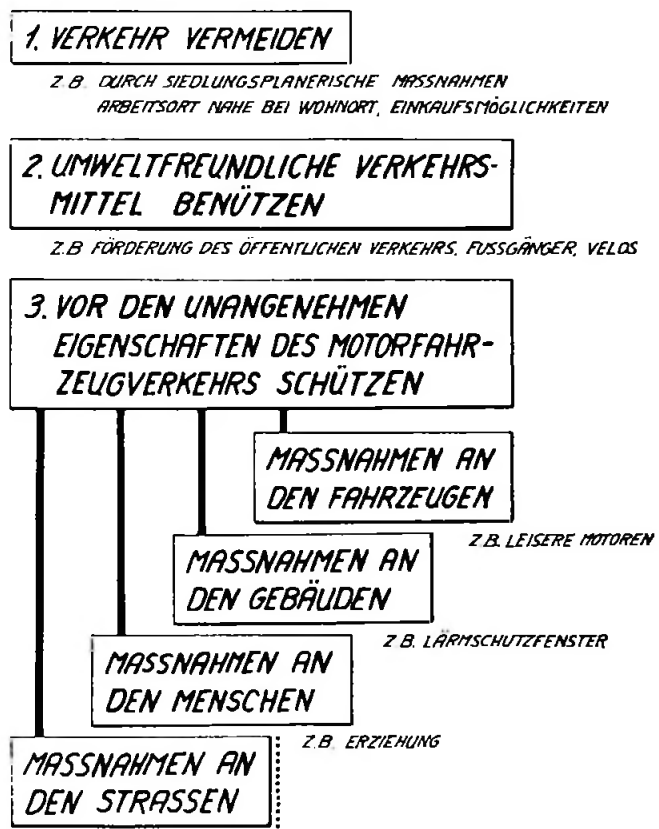 1. VERKEHR VERMEIDEN
Z.B. DURCH SIEDLUNGSPLANERISCHE MASSNAHMEN
ARBEITSORT NAHE BEI WOHNORT, EINKAUFSMÖGLICHKEITEN
2. UMWELTFREUNDLICHE VERKEHRS-
MITTEL BENÜTZEN
Z.B FÖRDERUNG DES ÖFFENTLICHEN VERKEHRS, FUSSGÄNGER, VELOS
3. VOR DEN UNANGENEHMEN
EIGENSCHAFTEN DES MOTORFAHR-
ZEUGVERKEHRS SCHÜTZEN
MASSNAHMEN AN
DEN FAHRZEUGEN
Z.B. LEISERE MOTOREN
MASSNAHMEN AN
DEN GEBÄUDEN
Z.B. LÄRMSCHUTZFENSTER
MASSNAHMEN AN
DEN MENSCHEN
Z.B. ERZIEHUNG
MASSNAHMEN AN
DEN STRASSEN